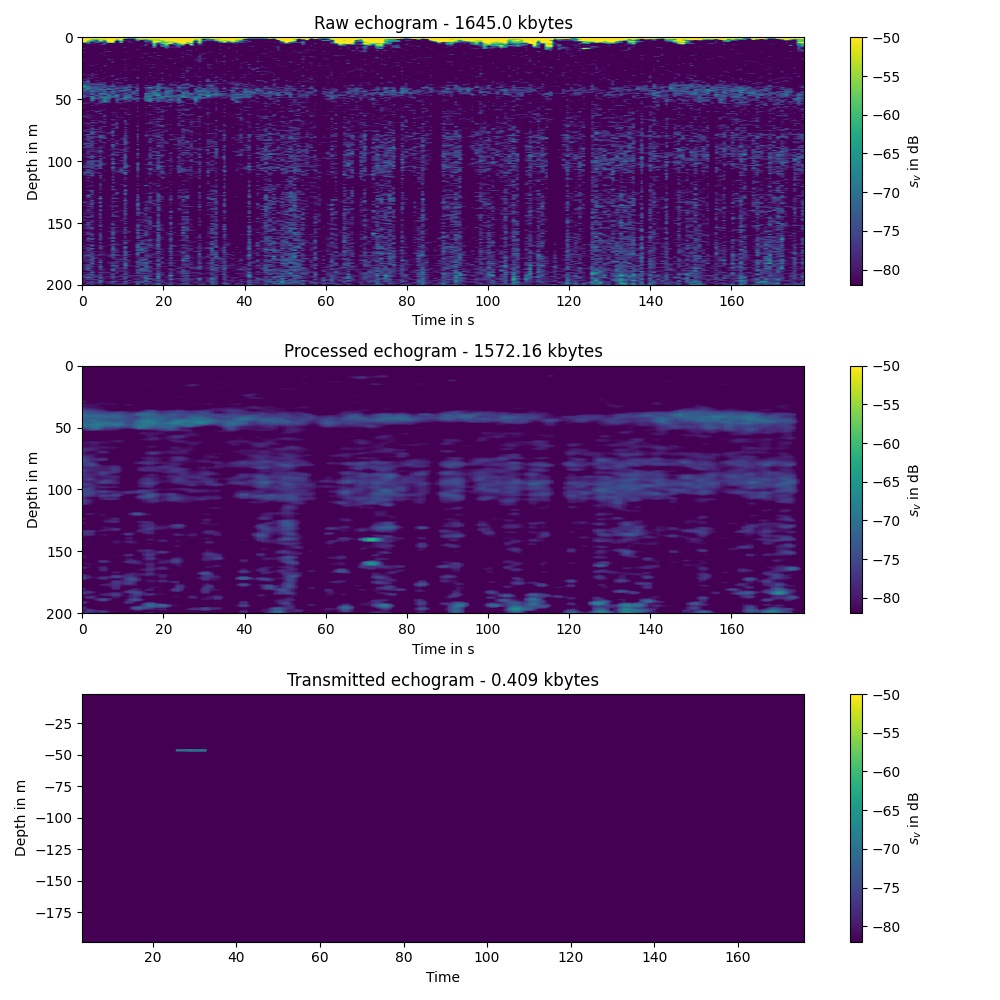 Raw echogram - 1645.0 kbytes
0
50
100
150
200
Depth in m
0 20 40 60 80 100 120 140 160
Time in s
−50
−55
−60
−65
−70
−75
−80
s_v in dB
Processed echogram - 1572.16 kbytes
0
50
100
150
200
Depth in m
0 20 40 60 80 100 120 140 160
Time in s
−50
−55
−60
−65
−70
−75
−80
s_v in dB
Transmitted echogram - 0.409 kbytes
−25
−50
−75
−100
−125
−150
−175
Depth in m
20 40 60 80 100 120 140 160
Time
−50
−55
−60
−65
−70
−75
−80
s_v in dB